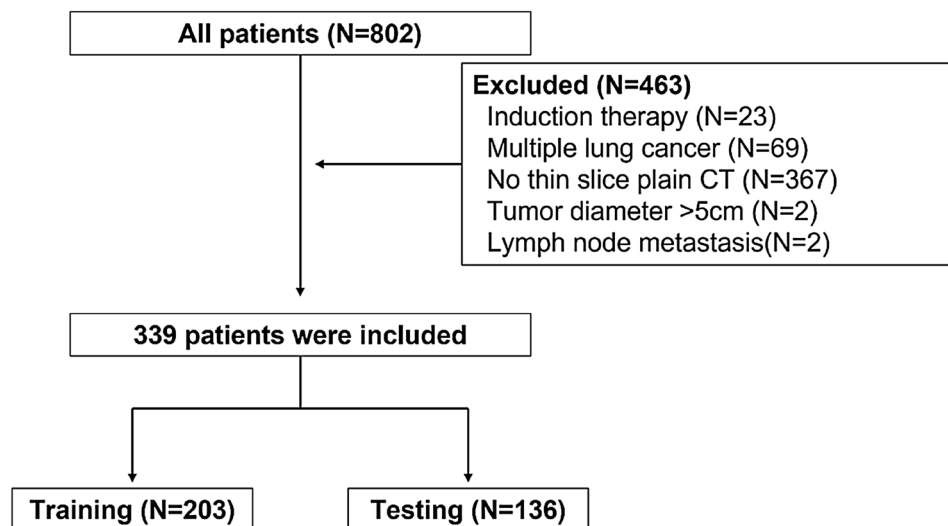 All patients (N=802)
Excluded (N=463)
Induction therapy (N=23)
Multiple lung cancer (N=69)
No thin slice plain CT (N=367)
Tumor diameter >5cm (N=2)
Lymph node metastasis(N=2)
339 patients were included
Training (N=203)
Testing (N=136)